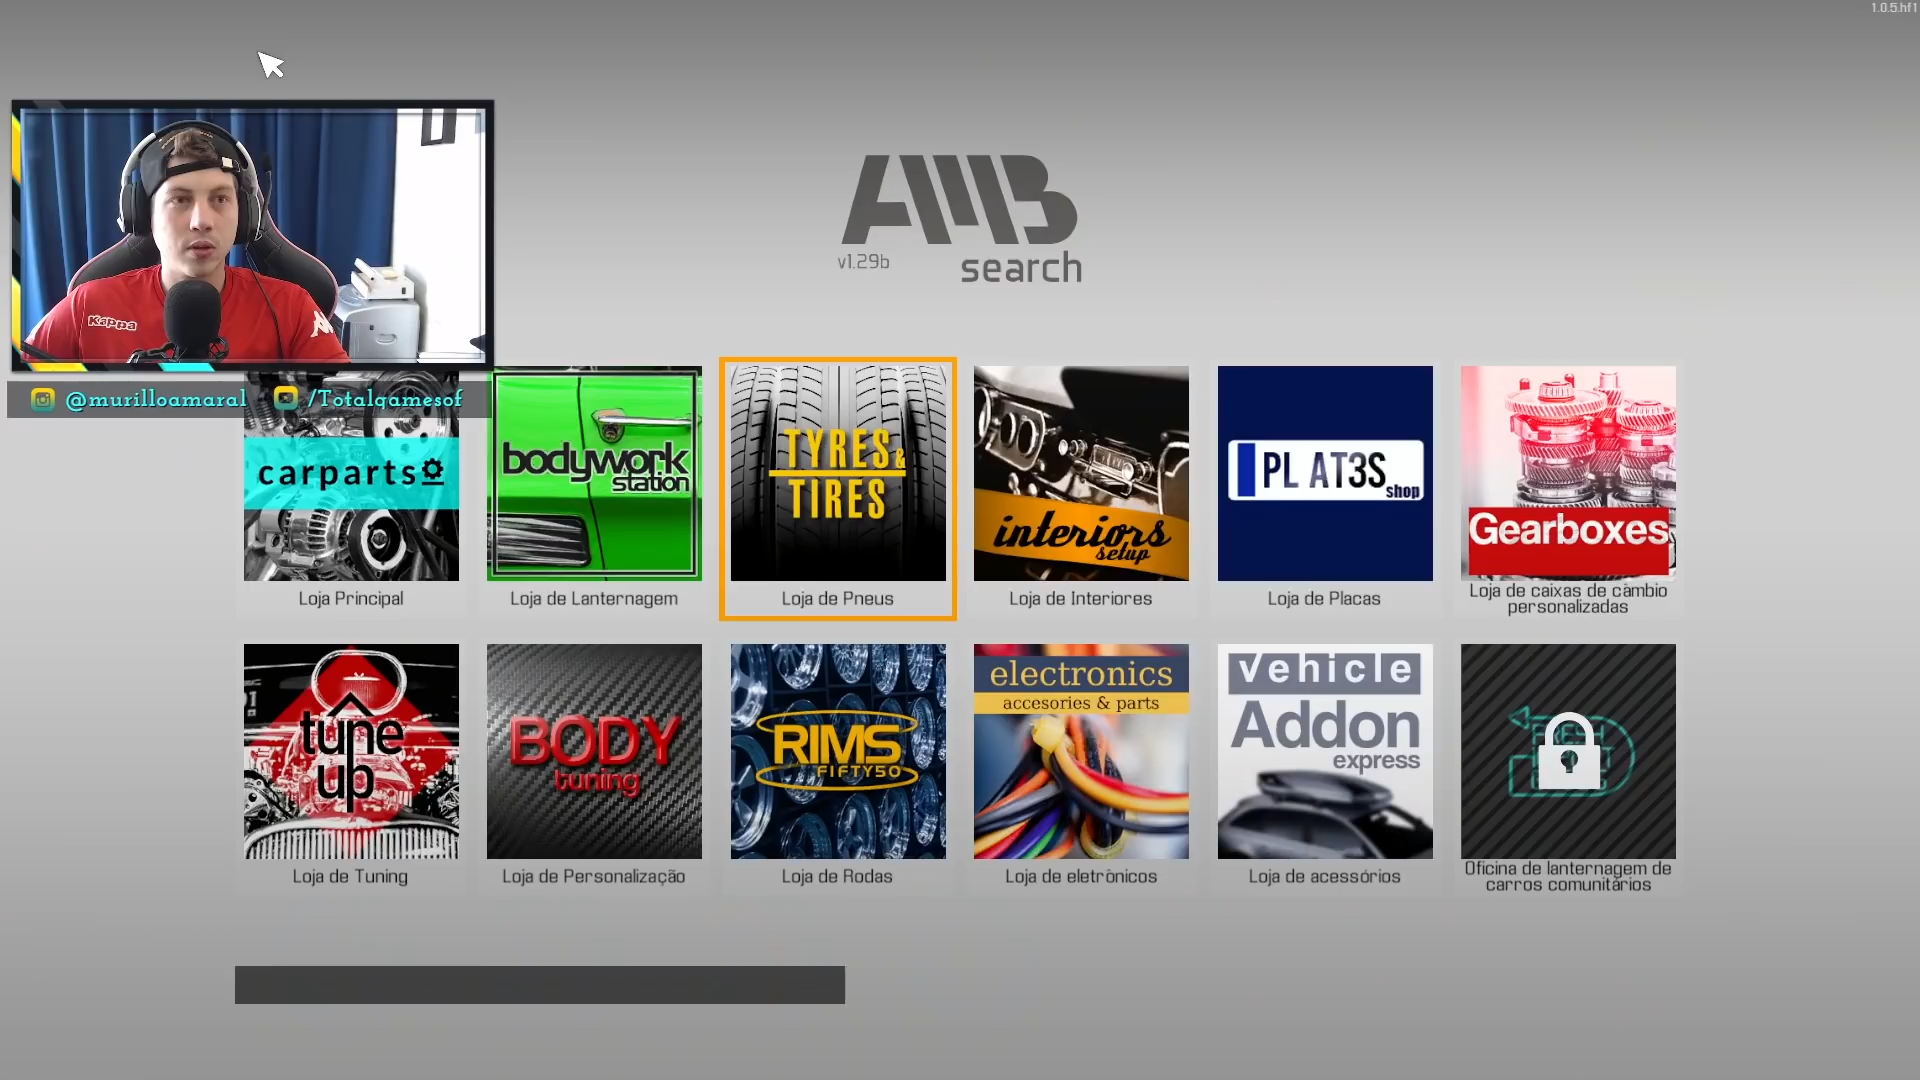 1.0.5.hf1
AMB
v1.29b
search
Kappa
@murilloamaral
/Totalgamesof
carparts
bodywork
station
TYRES &
TIRES
interiors
setup
PL AT3S
shop
Gearboxes
Loja Principal
Loja de Lanternagem
Loja de Pneus
Loja de Interiores
Loja de Placas
Loja de caixas de câmbio
personalizadas
tune
up
BODY
tuning
RIMS
FIFTY50
electronics
accesories & parts
vehicle
Addon
express
Loja de Tuning
Loja de Personalização
Loja de Rodas
Loja de eletrônicos
Loja de acessórios
Oficina de lanternagem de
carros comunitários